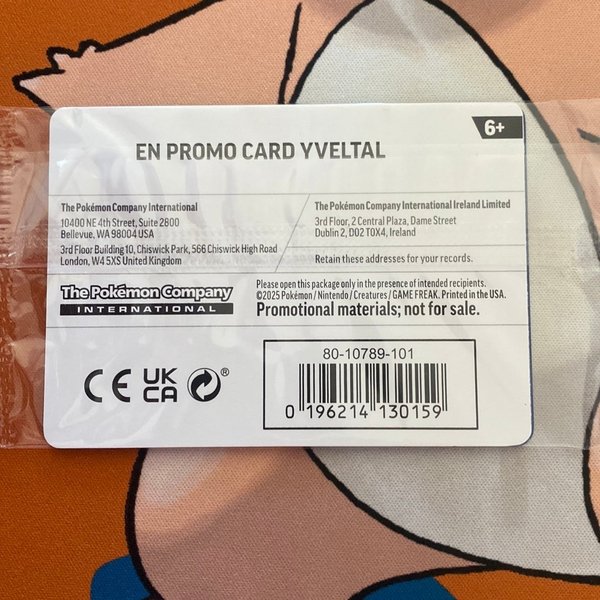 6+
EN PROMO CARD YVELTAL
The Pokémon Company International
10400 NE 4th Street, Suite 2800
Bellevue, WA 98004 USA
3rd Floor Building 10, Chiswick Park, 566 Chiswick High Road
London, W4 5XS United Kingdom
The Pokémon Company International Ireland Limited
3rd Floor, 2 Central Plaza, Dame Street
Dublin 2, D02 T0X4, Ireland
Retain these addresses for your records.
The Pokémon Company
INTERNATIONAL
Please open this package only in the presence of intended recipients.
©2025 Pokémon / Nintendo / Creatures / GAME FREAK. Printed in the USA.
Promotional materials; not for sale.
CE UK
CA ®
80-10789-101
0 196214 130159